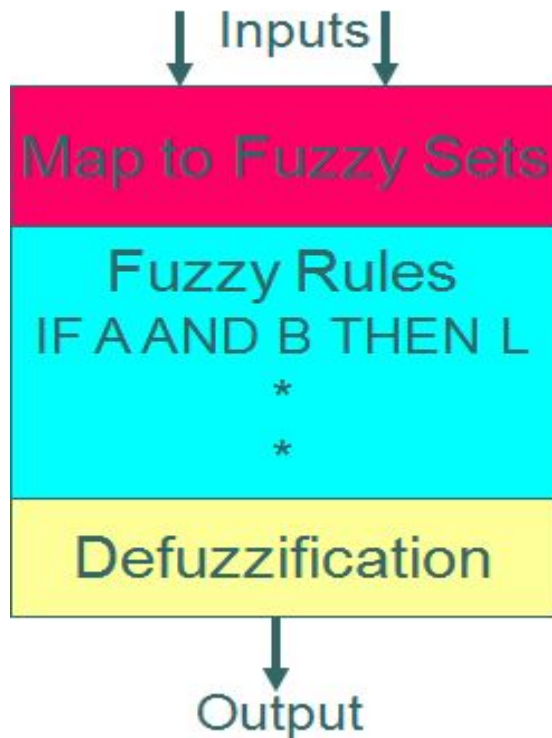 Inputs
Map to Fuzzy Sets
Fuzzy Rules
IF A AND B THEN L
*
*
Defuzzification
Output